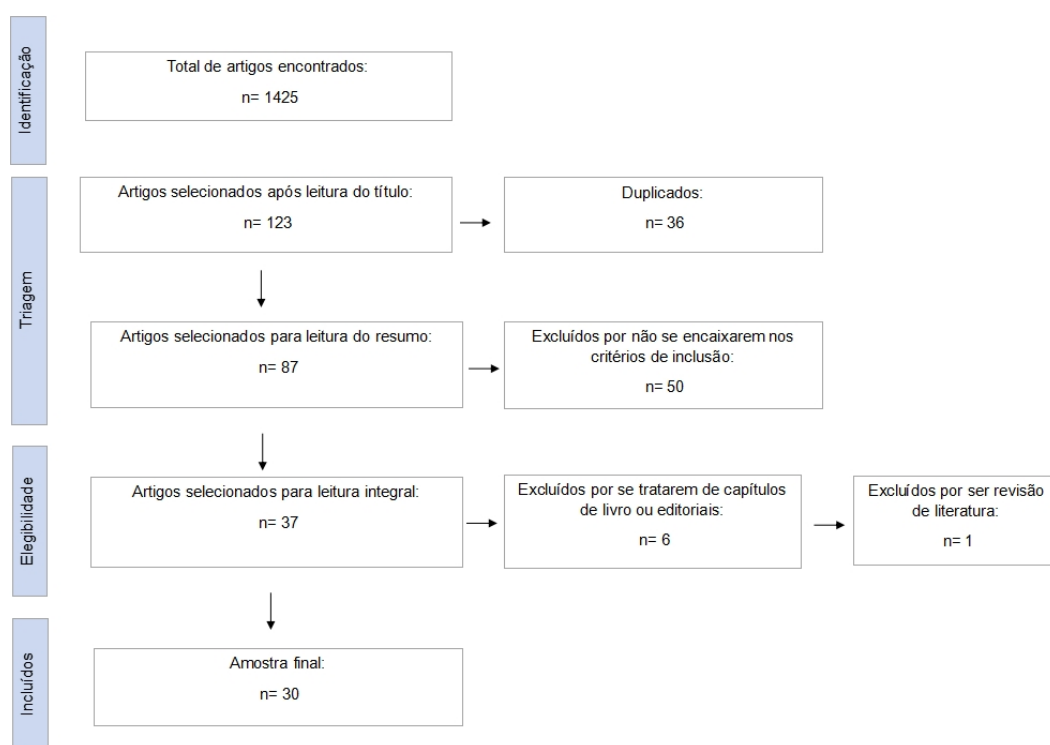 Identificação
Total de artigos encontrados:
n= 1425
Triagem
Artigos selecionados após leitura do título:
n= 123
Duplicados:
n= 36
Artigos selecionados para leitura do resumo:
n= 87
Excluídos por não se encaixarem nos
critérios de inclusão:
n= 50
Elegibilidade
Artigos selecionados para leitura integral:
n= 37
Excluídos por se tratarem de capítulos
de livro ou editoriais:
n= 6
Excluídos por ser revisão
de literatura:
n= 1
Incluídos
Amostra final:
n= 30